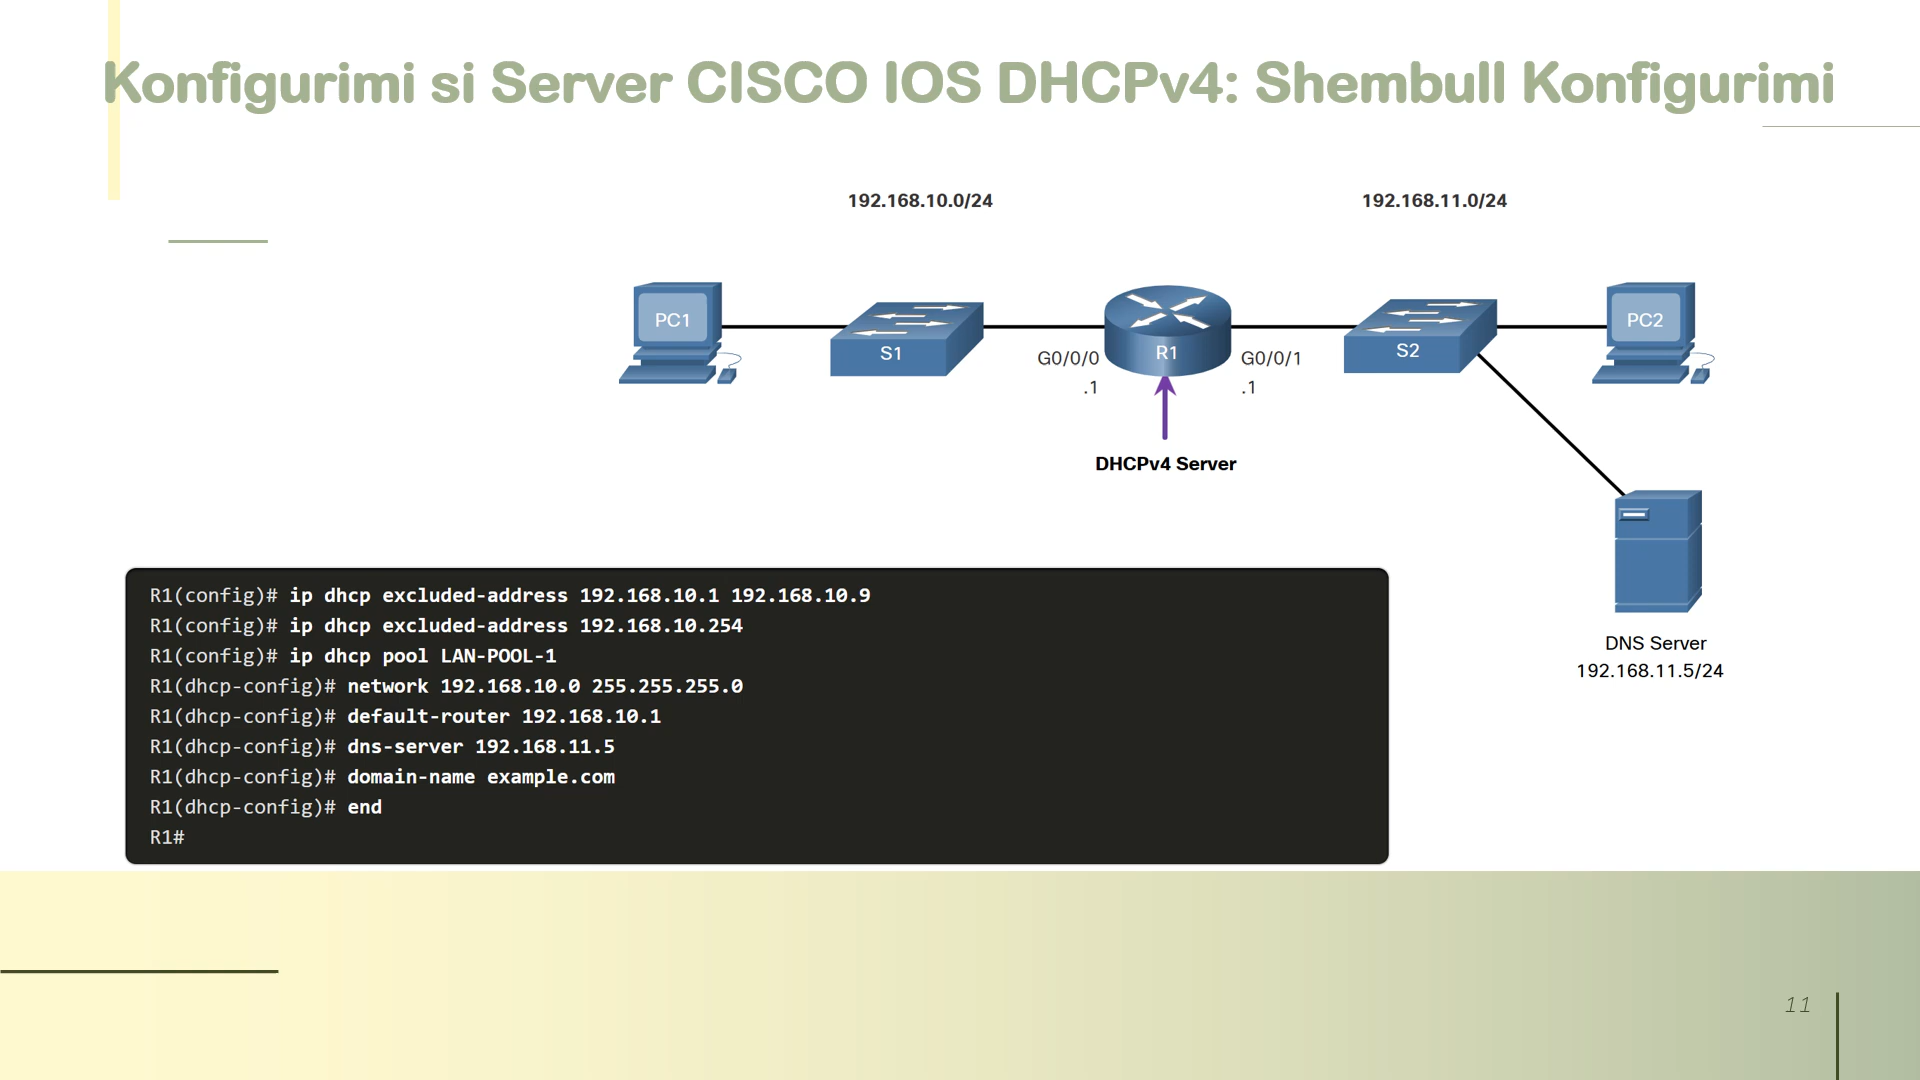 Konfigurimi si Server CISCO IOS DHCPv4: Shembull Konfigurimi
192.168.10.0/24
192.168.11.0/24
PC1
S1
R1
S2
PC2
G0/0/0
.1
G0/0/1
.1
DHCPv4 Server
DNS Server
192.168.11.5/24
R1(config)# ip dhcp excluded-address 192.168.10.1 192.168.10.9
R1(config)# ip dhcp excluded-address 192.168.10.254
R1(config)# ip dhcp pool LAN-POOL-1
R1(dhcp-config)# network 192.168.10.0 255.255.255.0
R1(dhcp-config)# default-router 192.168.10.1
R1(dhcp-config)# dns-server 192.168.11.5
R1(dhcp-config)# domain-name example.com
R1(dhcp-config)# end
R1#
11